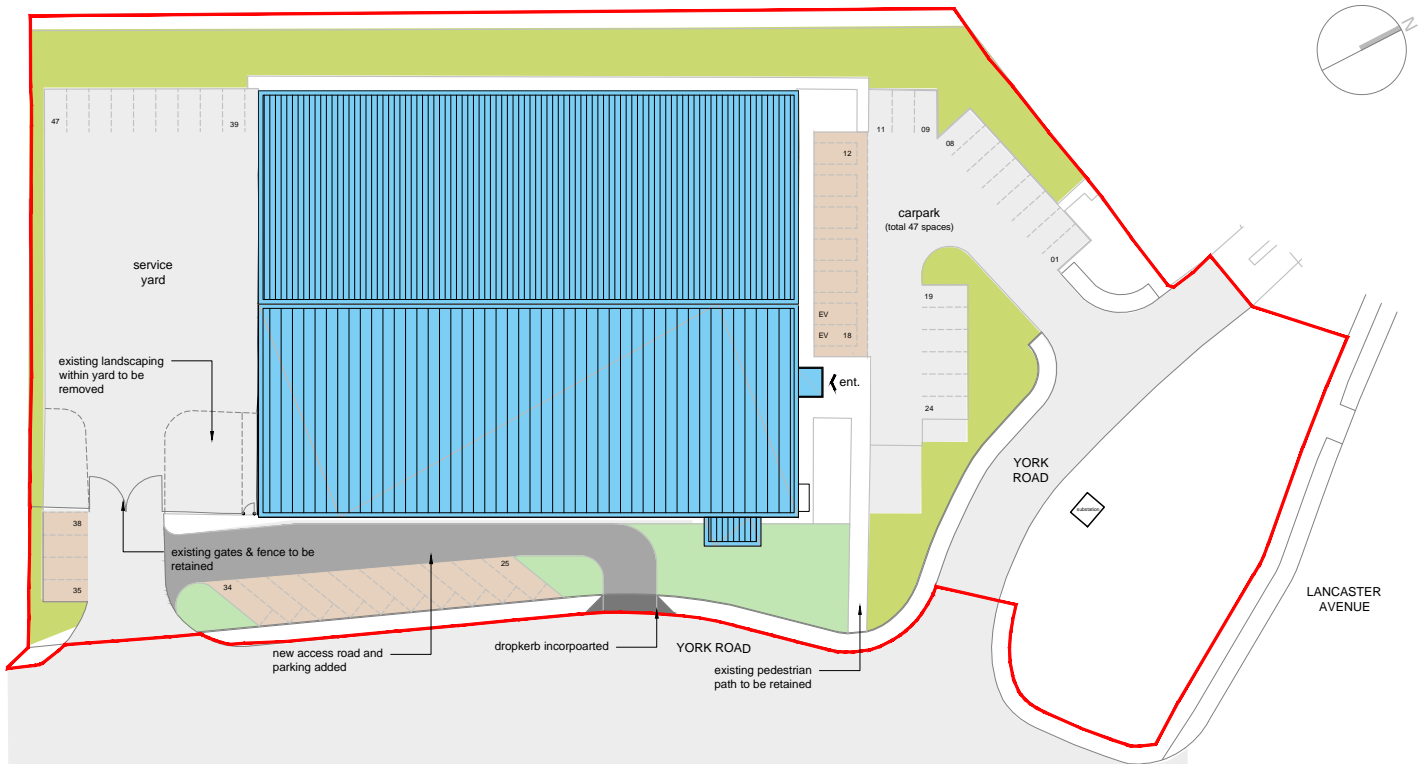 N
47
39
11
09
08
12
carpark
(total 47 spaces)
service
yard
01
19
EV
EV 18
existing landscaping
within yard to be
removed
ent.
24
YORK
ROAD
substation
38
existing gates & fence to be
retained
25
34
35
LANCASTER
AVENUE
new access road and
parking added
dropkerb incorpoarted
YORK ROAD
existing pedestrian
path to be retained